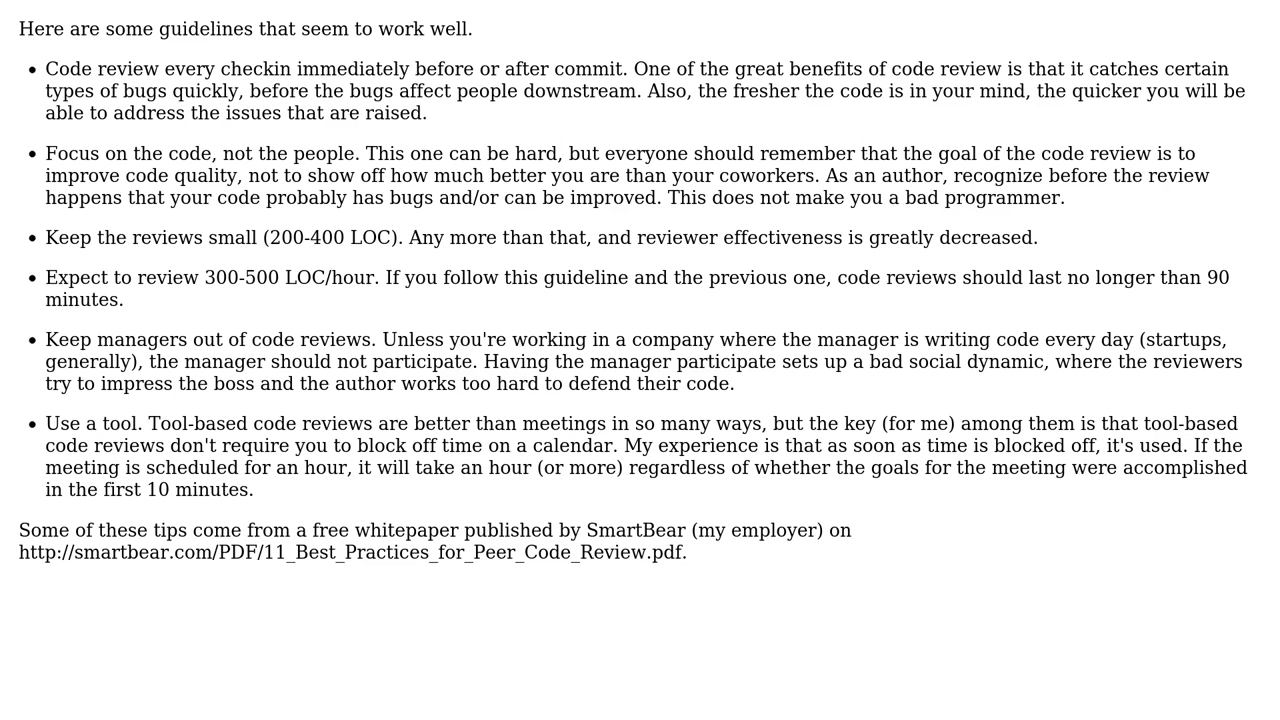 Here are some guidelines that seem to work well.
• Code review every checkin immediately before or after commit. One of the great benefits of code review is that it catches certain
types of bugs quickly, before the bugs affect people downstream. Also, the fresher the code is in your mind, the quicker you will be
able to address the issues that are raised.
• Focus on the code, not the people. This one can be hard, but everyone should remember that the goal of the code review is to
improve code quality, not to show off how much better you are than your coworkers. As an author, recognize before the review
happens that your code probably has bugs and/or can be improved. This does not make you a bad programmer.
• Keep the reviews small (200-400 LOC). Any more than that, and reviewer effectiveness is greatly decreased.
• Expect to review 300-500 LOC/hour. If you follow this guideline and the previous one, code reviews should last no longer than 90
minutes.
• Keep managers out of code reviews. Unless you're working in a company where the manager is writing code every day (startups,
generally), the manager should not participate. Having the manager participate sets up a bad social dynamic, where the reviewers
try to impress the boss and the author works too hard to defend their code.
• Use a tool. Tool-based code reviews are better than meetings in so many ways, but the key (for me) among them is that tool-based
code reviews don't require you to block off time on a calendar. My experience is that as soon as time is blocked off, it's used. If the
meeting is scheduled for an hour, it will take an hour (or more) regardless of whether the goals for the meeting were accomplished
in the first 10 minutes.
Some of these tips come from a free whitepaper published by SmartBear (my employer) on
http://smartbear.com/PDF/11_Best_Practices_for_Peer_Code_Review.pdf.